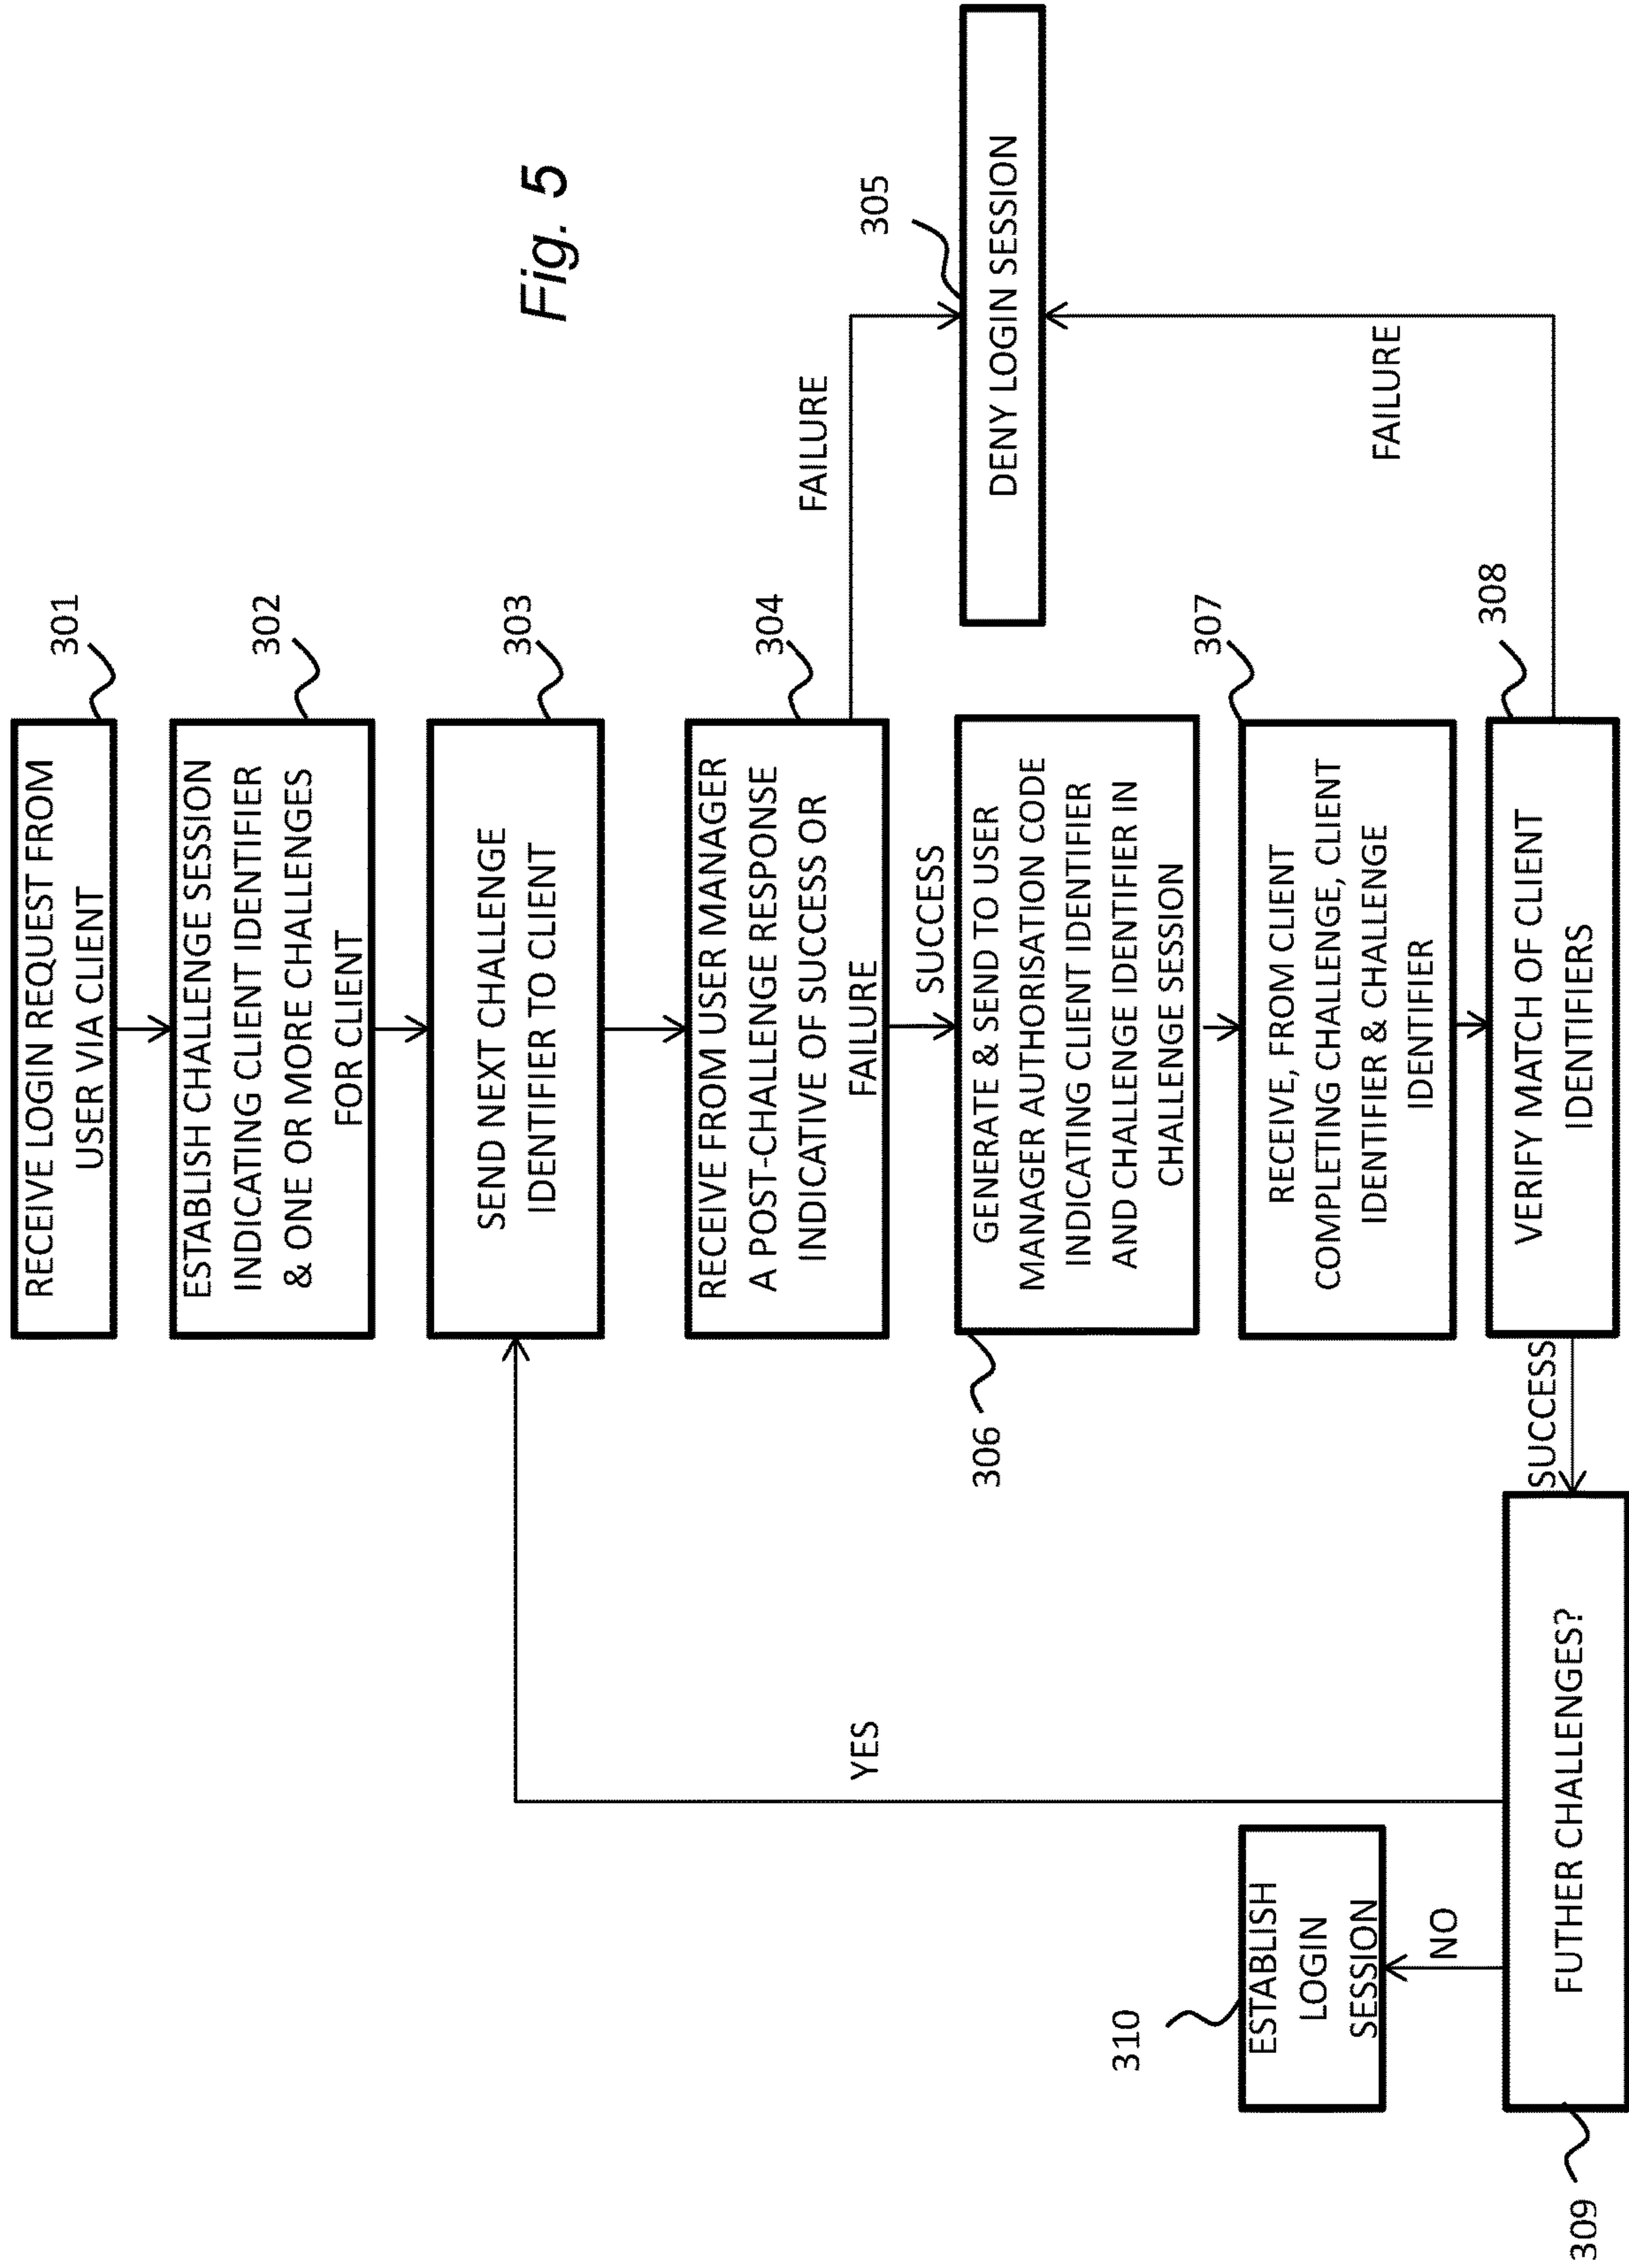 RECEIVE LOGIN REQUEST FROM
USER VIA CLIENT
301
ESTABLISH CHALLENGE SESSION
INDICATING CLIENT IDENTIFIER
& ONE OR MORE CHALLENGES
FOR CLIENT
302
SEND NEXT CHALLENGE
IDENTIFIER TO CLIENT
303
Fig. 5
RECEIVE FROM USER MANAGER
A POST-CHALLENGE RESPONSE
INDICATIVE OF SUCCESS OR
FAILURE
304
FAILURE
305
DENY LOGIN SESSION
SUCCESS
GENERATE & SEND TO USER
MANAGER AUTHORISATION CODE
INDICATING CLIENT IDENTIFIER
AND CHALLENGE IDENTIFIER IN
CHALLENGE SESSION
306
RECEIVE, FROM CLIENT
COMPLETING CHALLENGE, CLIENT
IDENTIFIER & CHALLENGE
IDENTIFIER
307
VERIFY MATCH OF CLIENT
IDENTIFIERS
308
FAILURE
SUCCESS
FUTHER CHALLENGES?
309
YES
NO
ESTABLISH
LOGIN
SESSION
310